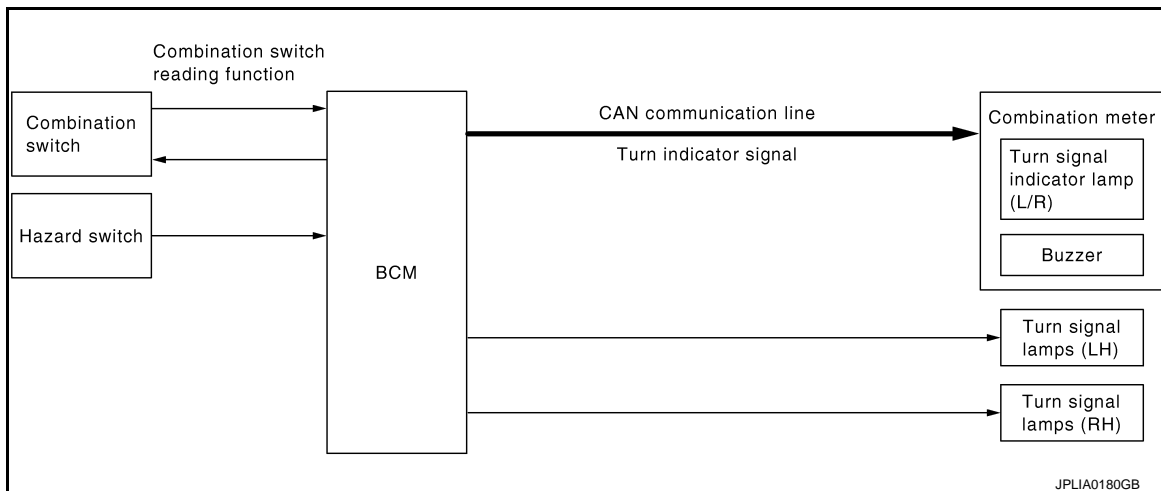 Combination switch
reading function
Combination
switch
Hazard switch
BCM
CAN communication line
Turn indicator signal
Combination meter
Turn signal
indicator lamp
(L/R)
Buzzer
Turn signal
lamps (LH)
Turn signal
lamps (RH)
JPLIA0180GB